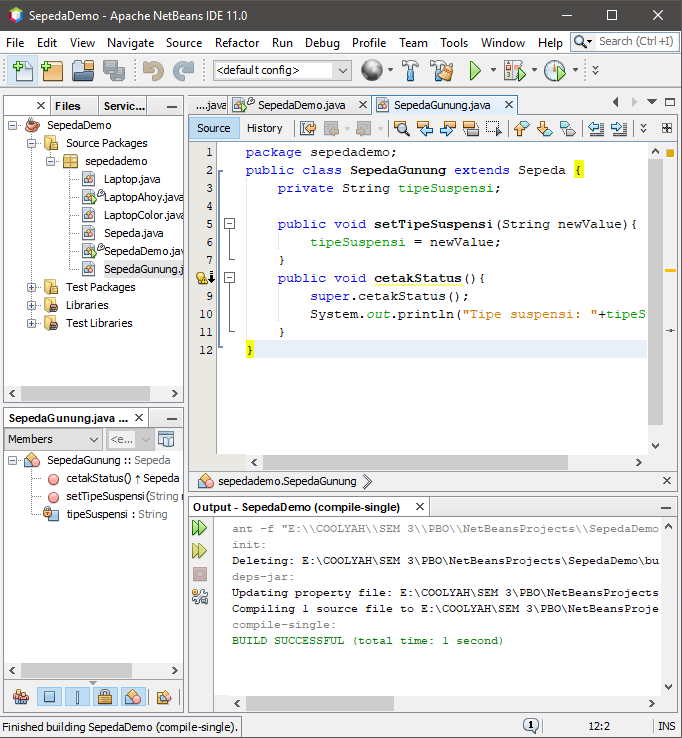 SepedaDemo - Apache NetBeans IDE 11.0
File Edit View Navigate Source Refactor Run Debug Profile Team Tools Window Help Search (Ctrl+I)
<default config>
Files Servic...
SepedaDemo
Source Packages
sepedademo
Laptop.java
LaptopAhoy.java
LaptopColor.java
Sepeda.java
SepedaDemo.jav
SepedaGunung.j
Test Packages
Libraries
Test Libraries
....java SepedaDemo.java SepedaGunung.java
Source History
1 package sepedademo;
2 public class SepedaGunung extends Sepeda {
3 private String tipeSuspensi;
4
5 public void setTipeSuspensi(String newValue){
6 tipeSuspensi = newValue;
7 }
public void cetakStatus(){
9 super.cetakStatus();
10 System.out.println("Tipe suspensi: "+tipeS
11 }
12 }
sepedademo.SepedaGunung
SepedaGunung.java ...
Members <e...
SepedaGunung :: Sepeda
cetakStatus() ↑ Sepeda
setTipeSuspensi(String n
tipeSuspensi : String
Output - SepedaDemo (compile-single)
ant -f "E:\\COOLYAH\\SEM 3\\PBO\\NetBeansProjects\\SepedaDemo
init:
Deleting: E:\COOLYAH\SEM 3\PBO\NetBeansProjects\SepedaDemo\bu
deps-jar:
Updating property file: E:\COOLYAH\SEM 3\PBO\NetBeansProjects
Compiling 1 source file to E:\COOLYAH\SEM 3\PBO\NetBeansProje
compile-single:
BUILD SUCCESSFUL (total time: 1 second)
Finished building SepedaDemo (compile-single). 1 12:2 INS